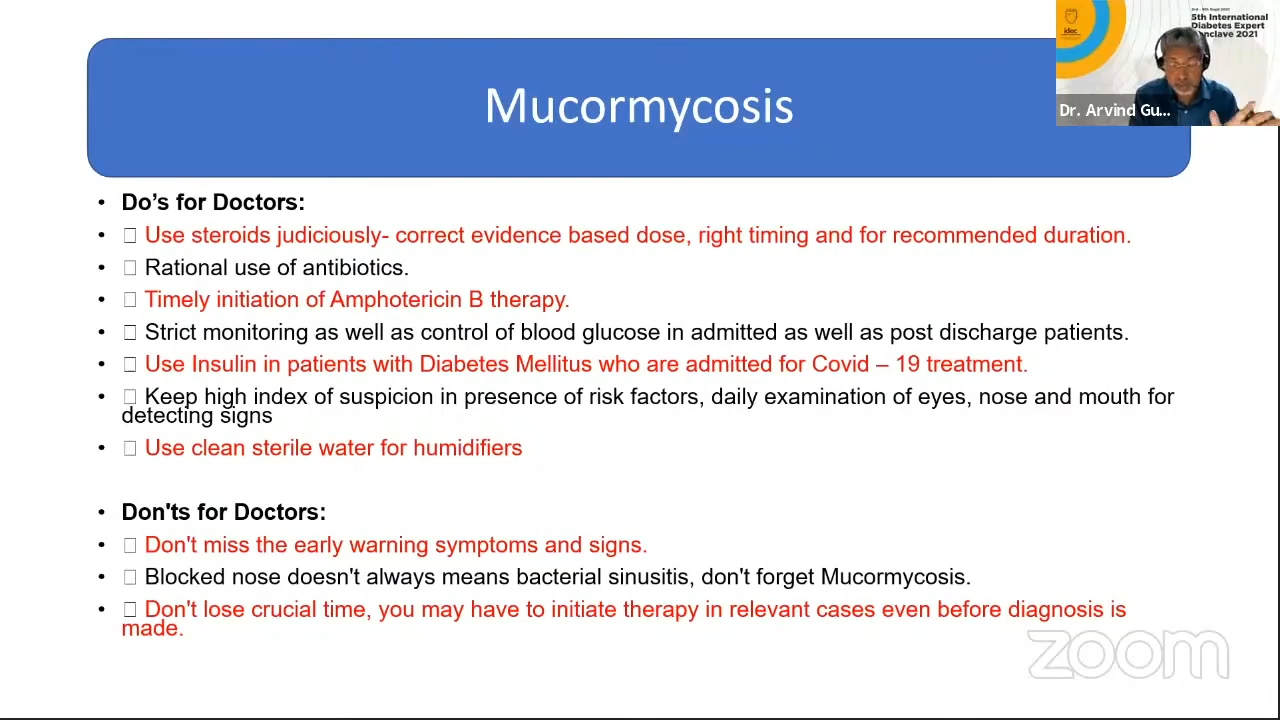 5th International
Diabetes Expert
Conclave 2021
idec
Dr. Arvind Gu...
Mucormycosis
• Do's for Doctors:
• Use steroids judiciously- correct evidence based dose, right timing and for recommended duration.
• Rational use of antibiotics.
• Timely initiation of Amphotericin B therapy.
• Strict monitoring as well as control of blood glucose in admitted as well as post discharge patients.
• Use Insulin in patients with Diabetes Mellitus who are admitted for Covid – 19 treatment.
• Keep high index of suspicion in presence of risk factors, daily examination of eyes, nose and mouth for
detecting signs
• Use clean sterile water for humidifiers
• Don'ts for Doctors:
• Don't miss the early warning symptoms and signs.
• Blocked nose doesn't always means bacterial sinusitis, don't forget Mucormycosis.
• Don't lose crucial time, you may have to initiate therapy in relevant cases even before diagnosis is
made.
zoom